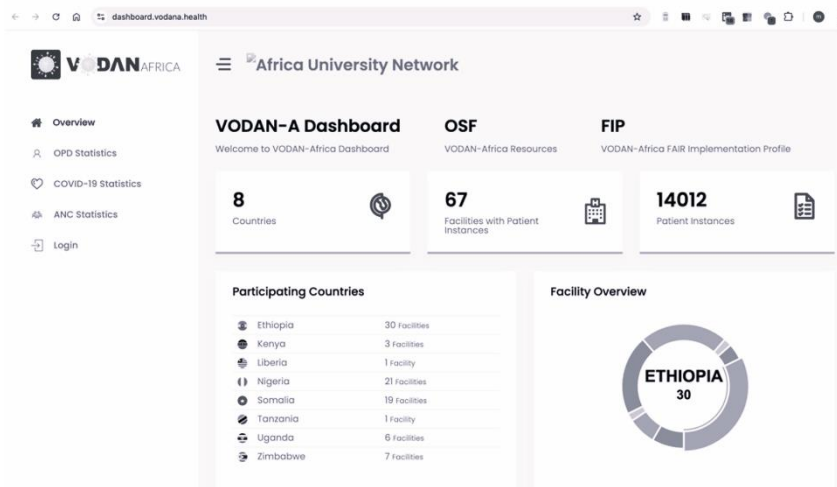 dashboard.vodana.health
VODANAFRICA
Africa University Network
Overview
OPD Statistics
COVID-19 Statistics
ANC Statistics
Login
VODAN-A Dashboard
Welcome to VODAN-Africa Dashboard
OSF
VODAN-Africa Resources
FIP
VODAN-Africa FAIR Implementation Profile
8
Countries
67
Facilities with Patient
Instances
14012
Patient Instances
Participating Countries
Ethiopia 30 Facilities
Kenya 3 Facilities
Liberia 1 Facility
Nigeria 21 Facilities
Somalia 19 Facilities
Tanzania 1 Facility
Uganda 6 Facilities
Zimbabwe 7 Facilities
Facility Overview
ETHIOPIA
30